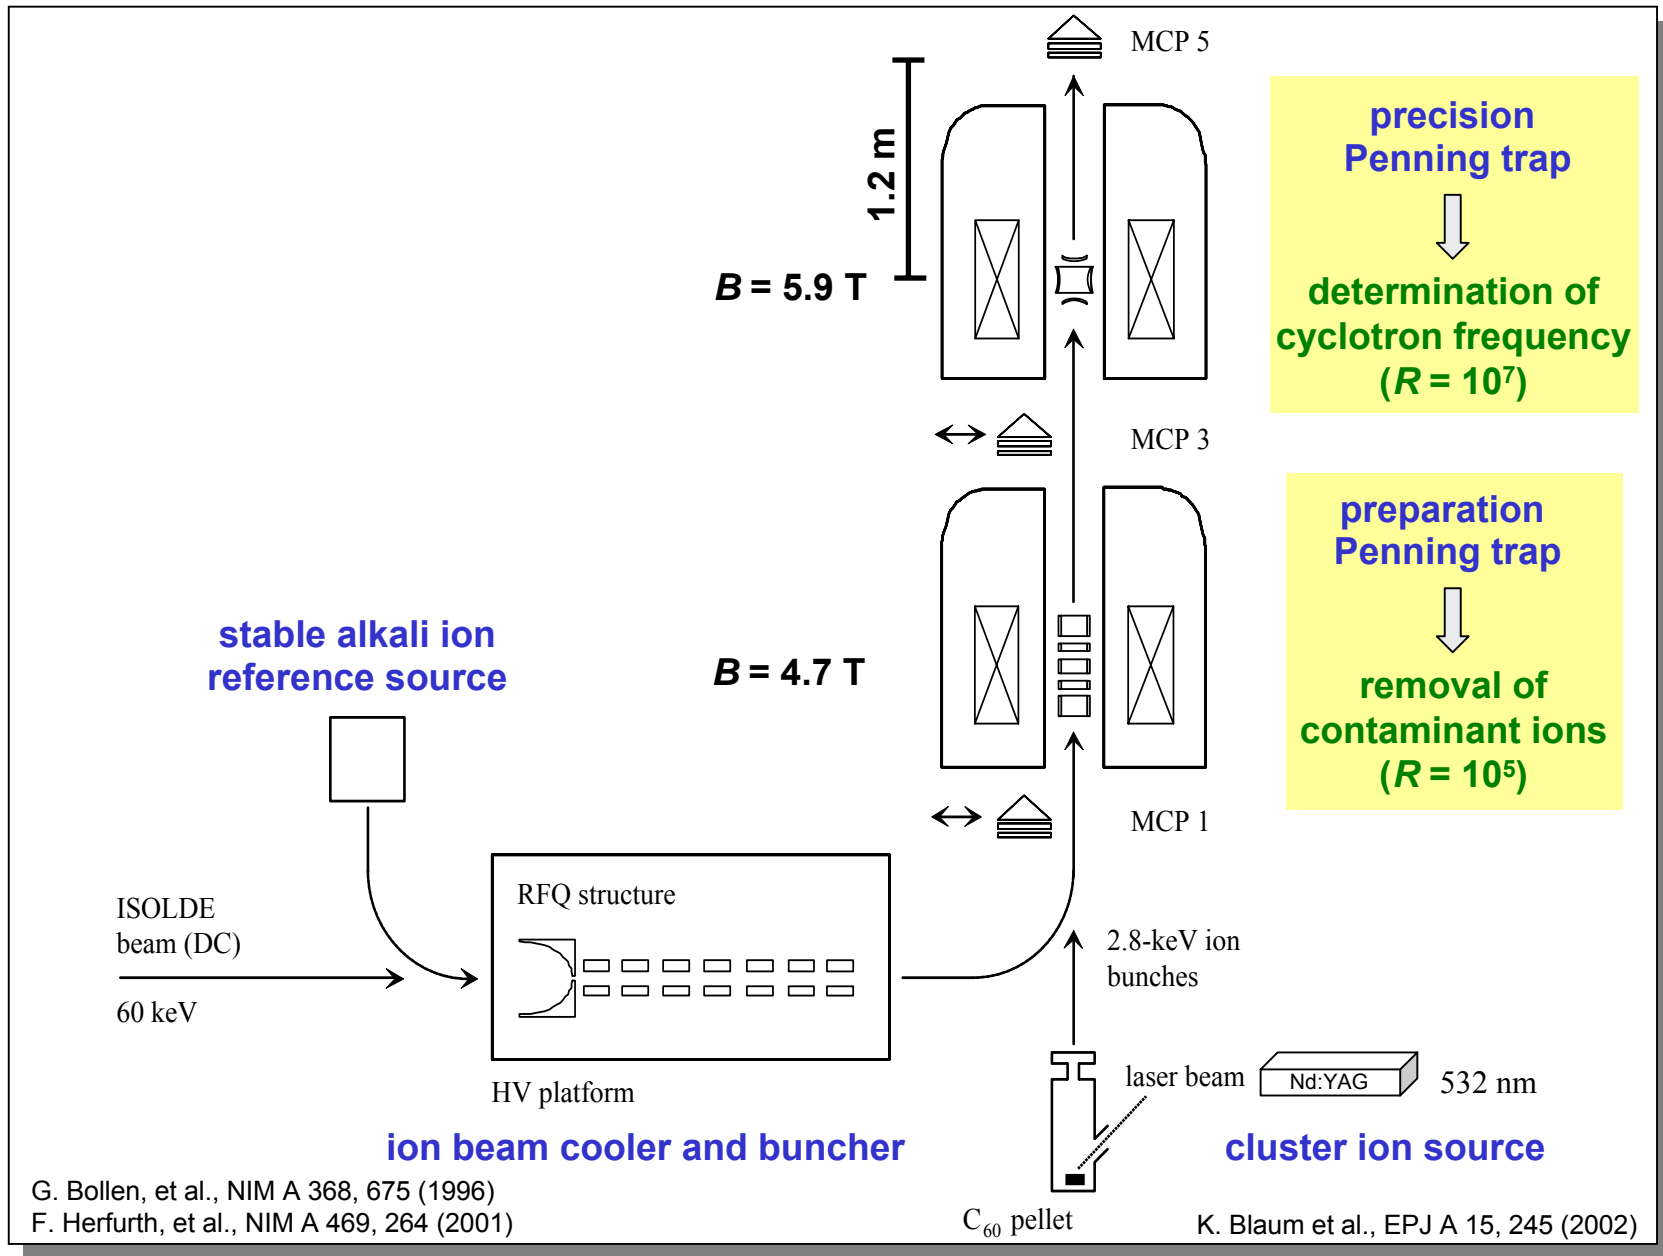 MCP 5
1.2 m
precision
Penning trap
B = 5.9 T
determination of
cyclotron frequency
(R = 10⁷)
MCP 3
preparation
Penning trap
stable alkali ion
reference source
B = 4.7 T
removal of
contaminant ions
(R = 10⁵)
MCP 1
ISOLDE
beam (DC)
60 keV
RFQ structure
HV platform
ion beam cooler and buncher
2.8-keV ion
bunches
laser beam
Nd:YAG
532 nm
cluster ion source
C₆₀ pellet
G. Bollen, et al., NIM A 368, 675 (1996)
F. Herfurth, et al., NIM A 469, 264 (2001)
K. Blaum et al., EPJ A 15, 245 (2002)